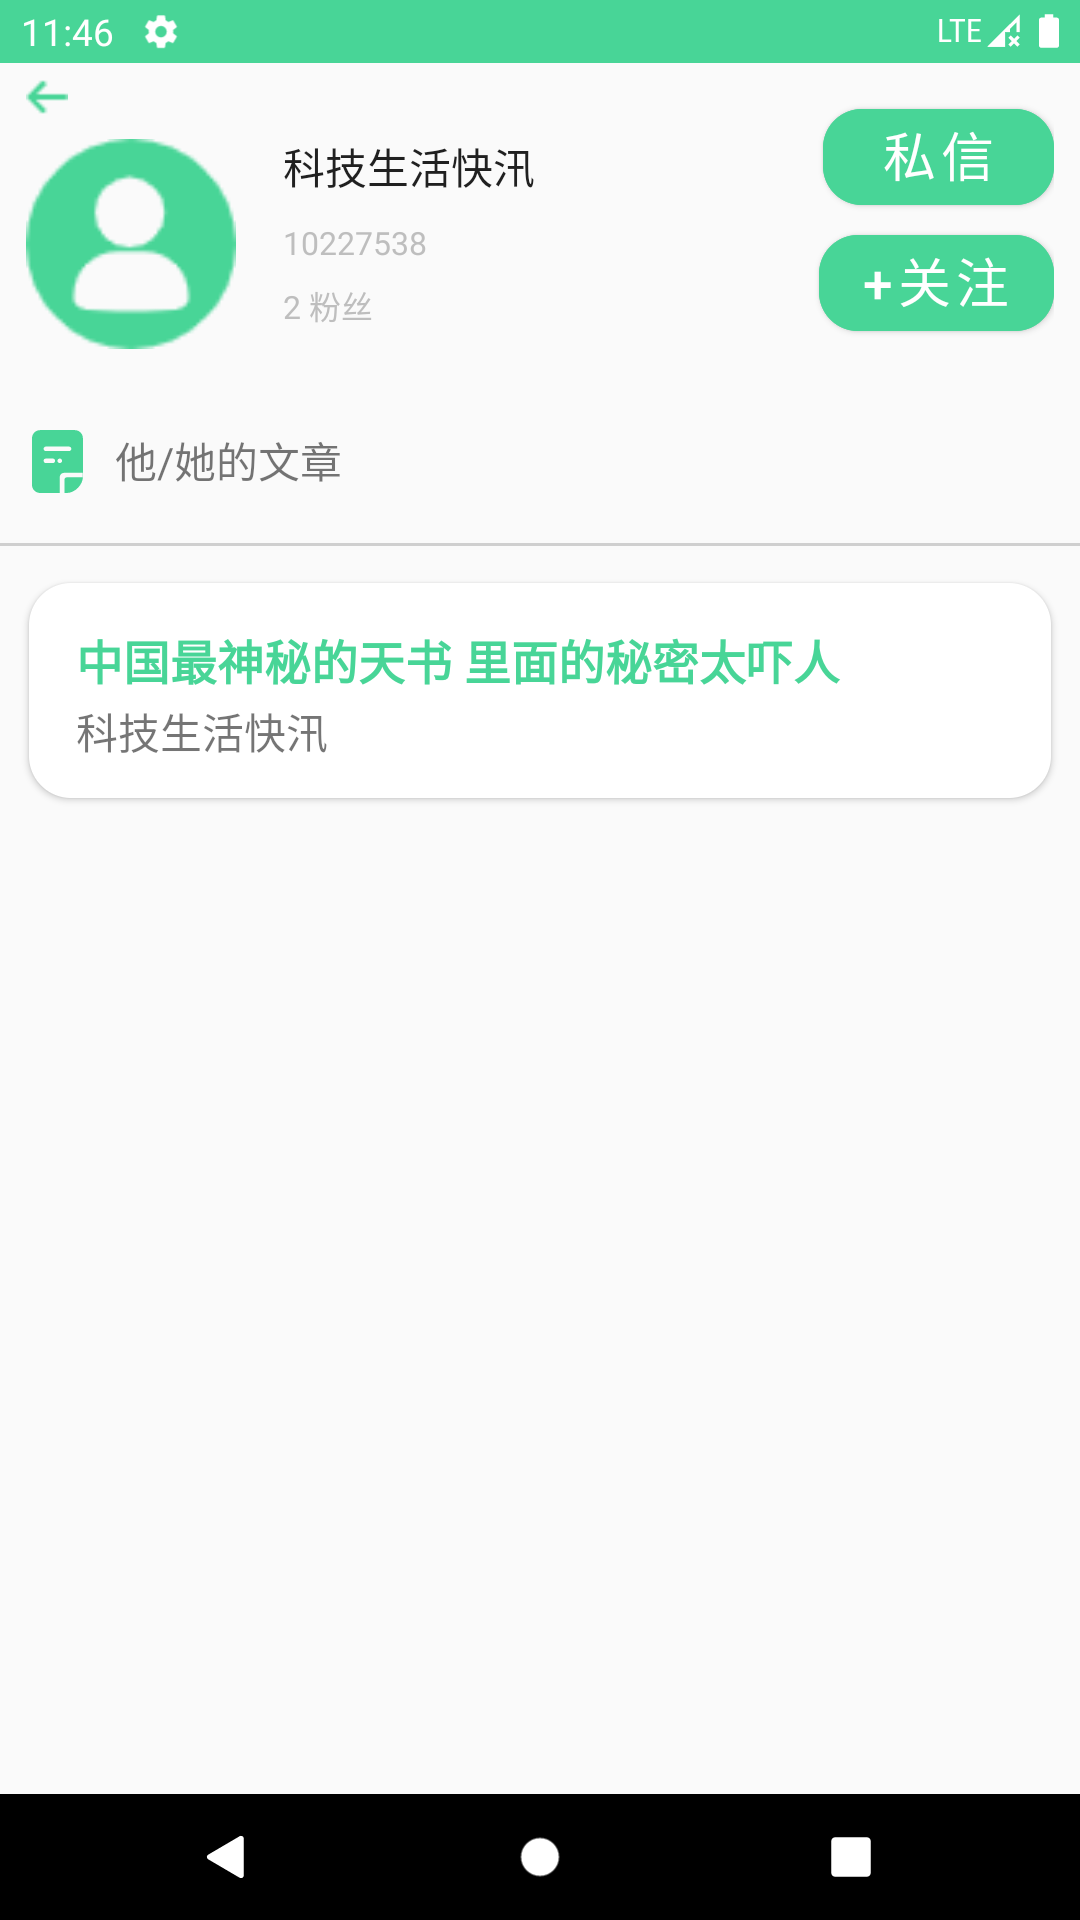 11:46
LTE
科技生活快汛
私信
10227538
+关注
2 粉丝
他/她的文章
中国最神秘的天书 里面的秘密太吓人
科技生活快汛